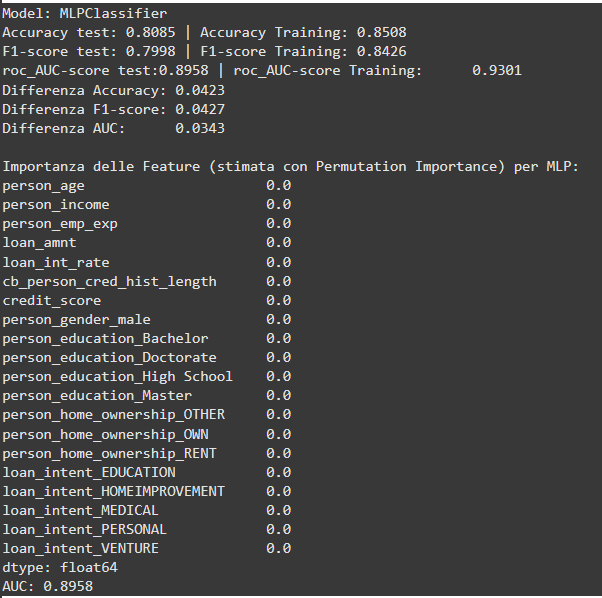 Model: MLPClassifier
Accuracy test: 0.8085 | Accuracy Training: 0.8508
F1-score test: 0.7998 | F1-score Training: 0.8426
roc_AUC-score test:0.8958 | roc_AUC-score Training:      0.9301
Differenza Accuracy: 0.0423
Differenza F1-score: 0.0427
Differenza AUC:      0.0343

Importanza delle Feature (stimata con Permutation Importance) per MLP:
person_age                      0.0
person_income                   0.0
person_emp_exp                  0.0
loan_amnt                       0.0
loan_int_rate                   0.0
cb_person_cred_hist_length      0.0
credit_score                    0.0
person_gender_male              0.0
person_education_Bachelor       0.0
person_education_Doctorate      0.0
person_education_High School    0.0
person_education_Master         0.0
person_home_ownership_OTHER     0.0
person_home_ownership_OWN       0.0
person_home_ownership_RENT      0.0
loan_intent_EDUCATION           0.0
loan_intent_HOMEIMPROVEMENT     0.0
loan_intent_MEDICAL             0.0
loan_intent_PERSONAL            0.0
loan_intent_VENTURE             0.0
dtype: float64
AUC: 0.8958